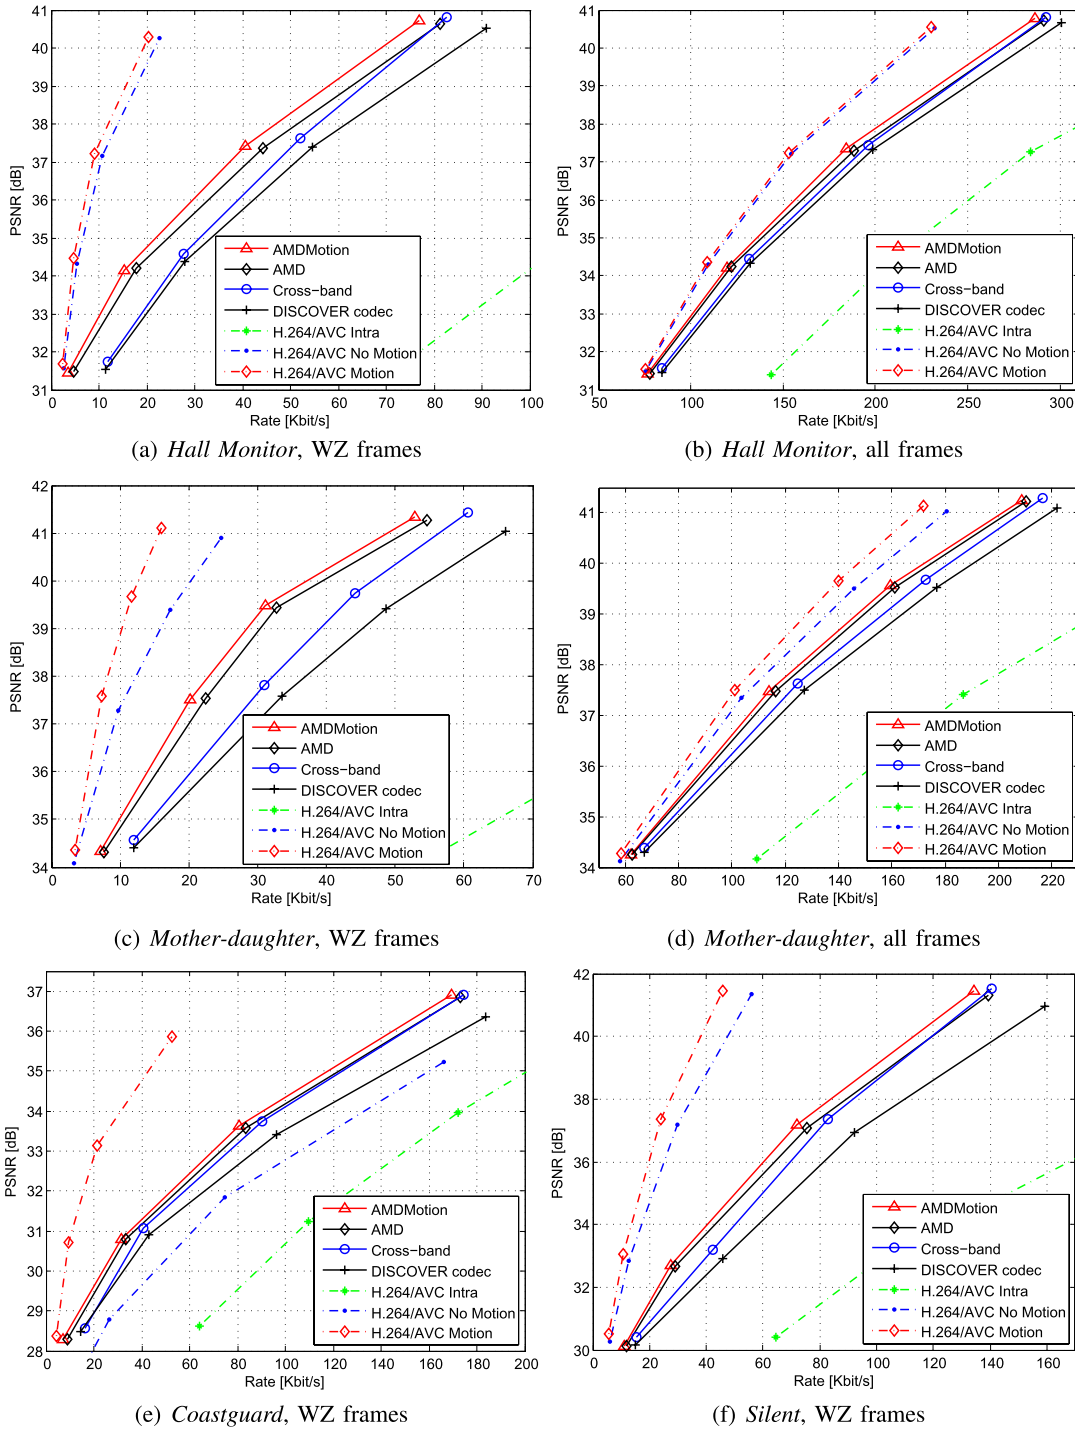 41
40
39
38
37
36
35
34
33
32
31
PSNR [dB]
0 10 20 30 40 50 60 70 80 90 100
Rate [Kbit/s]
AMDMotion
AMD
Cross-band
DISCOVER codec
H.264/AVC Intra
H.264/AVC No Motion
H.264/AVC Motion
(a) Hall Monitor, WZ frames
41
40
39
38
37
36
35
34
33
32
31
PSNR [dB]
50 100 150 200 250 300
Rate [Kbit/s]
AMDMotion
AMD
Cross-band
DISCOVER codec
H.264/AVC Intra
H.264/AVC No Motion
H.264/AVC Motion
(b) Hall Monitor, all frames
42
41
40
39
38
37
36
35
34
PSNR [dB]
0 10 20 30 40 50 60 70
Rate [Kbit/s]
AMDMotion
AMD
Cross-band
DISCOVER codec
H.264/AVC Intra
H.264/AVC No Motion
H.264/AVC Motion
(c) Mother-daughter, WZ frames
41
40
39
38
37
36
35
34
PSNR [dB]
60 80 100 120 140 160 180 200 220
Rate [Kbit/s]
AMDMotion
AMD
Cross-band
DISCOVER codec
H.264/AVC Intra
H.264/AVC No Motion
H.264/AVC Motion
(d) Mother-daughter, all frames
37
36
35
34
33
32
31
30
29
28
PSNR [dB]
0 20 40 60 80 100 120 140 160 180 200
Rate [Kbit/s]
AMDMotion
AMD
Cross-band
DISCOVER codec
H.264/AVC Intra
H.264/AVC No Motion
H.264/AVC Motion
(e) Coastguard, WZ frames
42
40
38
36
34
32
30
PSNR [dB]
0 20 40 60 80 100 120 140 160
Rate [Kbit/s]
AMDMotion
AMD
Cross-band
DISCOVER codec
H.264/AVC Intra
H.264/AVC No Motion
H.264/AVC Motion
(f) Silent, WZ frames